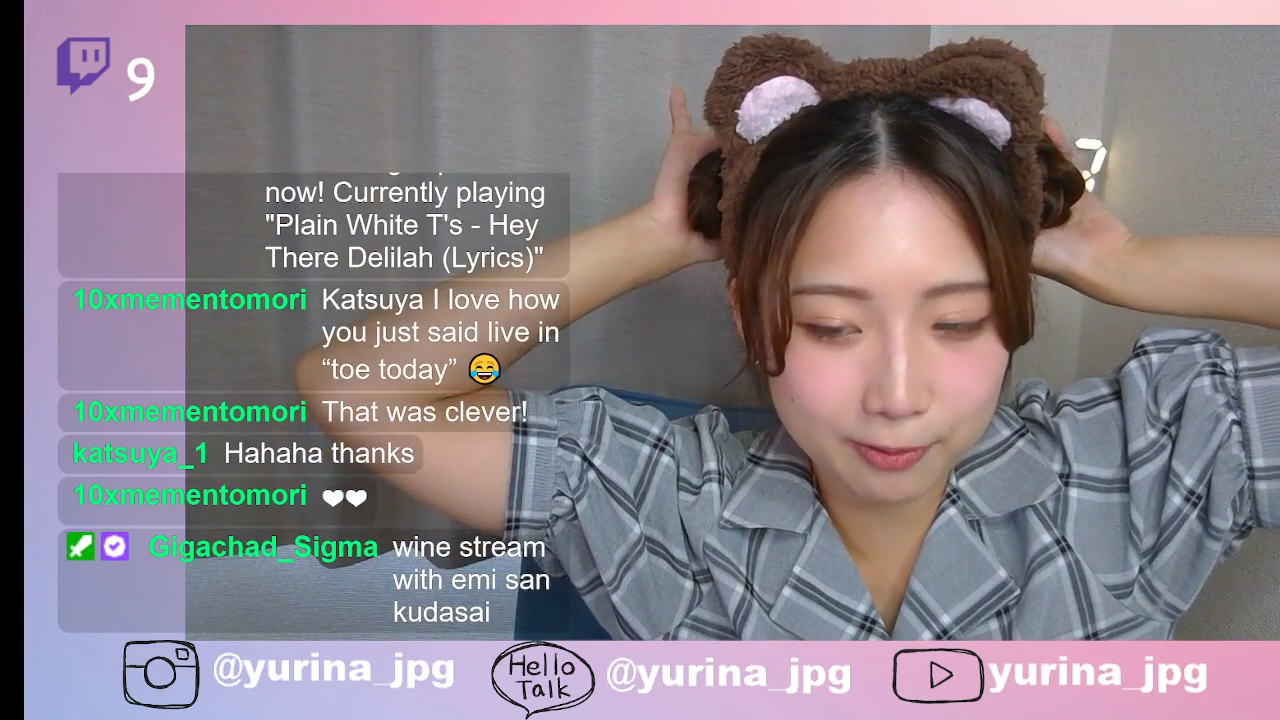 9
now! Currently playing
"Plain White T's - Hey
There Delilah (Lyrics)"
10xmementomori Katsuya I love how
you just said live in
“toe today” 😂
10xmementomori That was clever!
katsuya_1 Hahaha thanks
10xmementomori ❤❤
Gigachad_Sigma wine stream
with emi san
kudasai
@yurina_jpg
Hello
Talk
@yurina_jpg
yurina_jpg